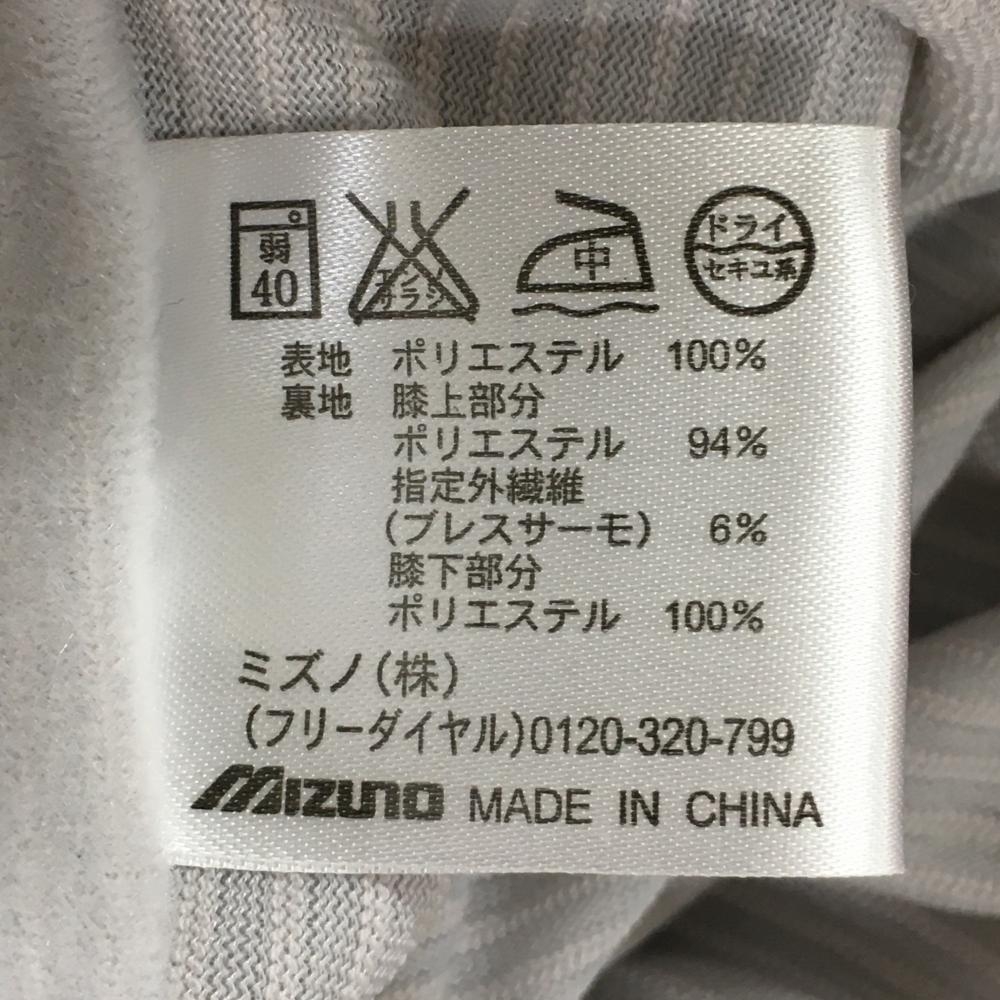 弱
40
エンソ
サラシ
中
ドライ
セキユ系
表地 ポリエステル 100%
裏地 膝上部分
ポリエステル 94%
指定外繊維
(ブレスサーモ) 6%
膝下部分
ポリエステル 100%
ミズノ(株)
(フリーダイヤル)0120-320-799
MIZUNO MADE IN CHINA